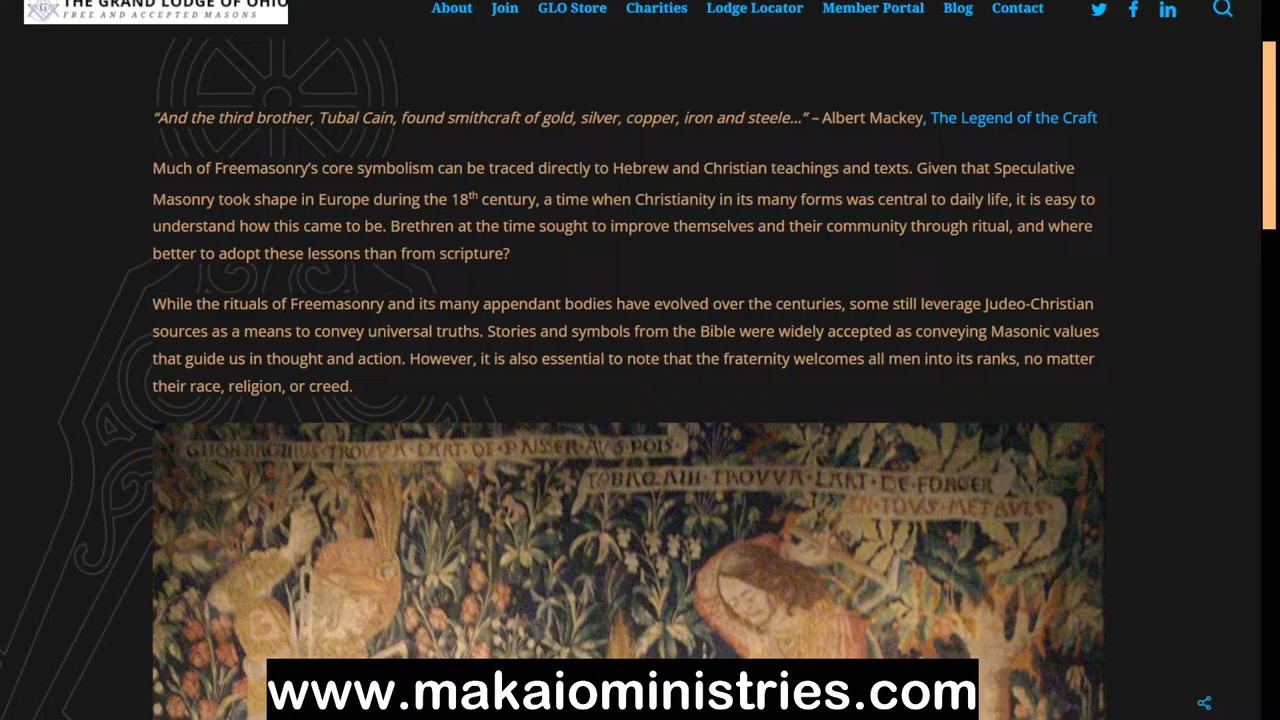 THE GRAND LODGE OF OHIO
FREE AND ACCEPTED MASONS
About Join GLO Store Charities Lodge Locator Member Portal Blog Contact
“And the third brother, Tubal Cain, found smithcraft of gold, silver, copper, iron and steele…” – Albert Mackey, The Legend of the Craft
Much of Freemasonry’s core symbolism can be traced directly to Hebrew and Christian teachings and texts. Given that Speculative
Masonry took shape in Europe during the 18th century, a time when Christianity in its many forms was central to daily life, it is easy to
understand how this came to be. Brethren at the time sought to improve themselves and their community through ritual, and where
better to adopt these lessons than from scripture?
While the rituals of Freemasonry and its many appendant bodies have evolved over the centuries, some still leverage Judeo-Christian
sources as a means to convey universal truths. Stories and symbols from the Bible were widely accepted as conveying Masonic values
that guide us in thought and action. However, it is also essential to note that the fraternity welcomes all men into its ranks, no matter
their race, religion, or creed.
TROVVA · LART · DE · PAISSER · AVS · POIS ·
TROVVA · LART · DE · FORGER
EN · TOVS · METAVLS ·
www.makaiominitries.com